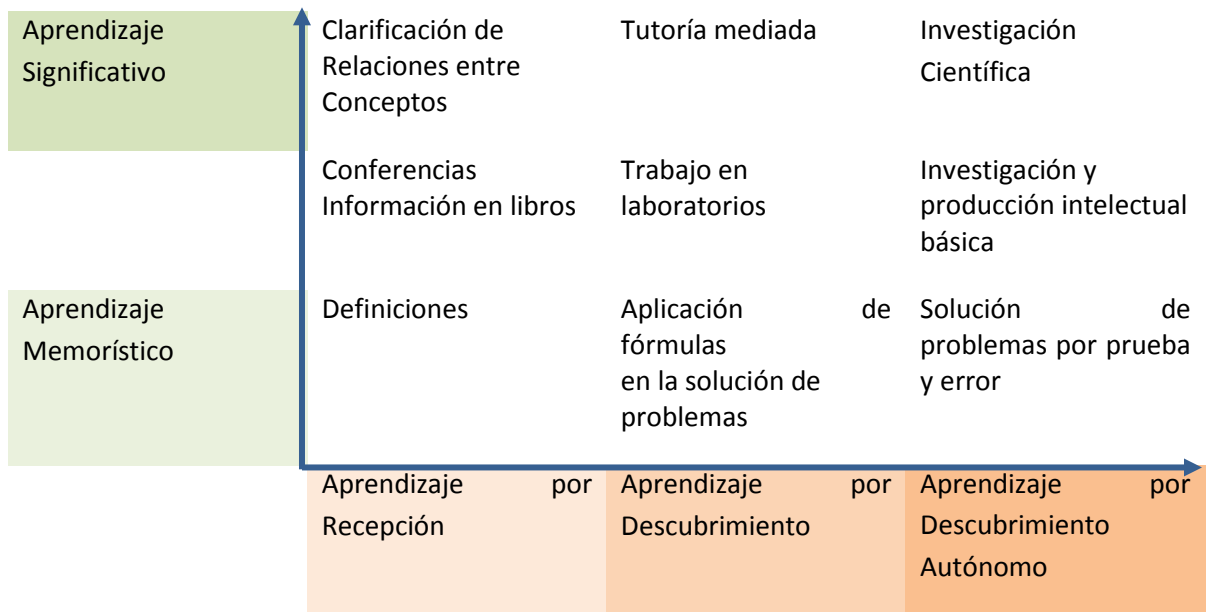 Aprendizaje
Significativo
Clarificación de
Relaciones entre
Conceptos
Tutoría mediada
Investigación
Científica
Conferencias
Información en libros
Trabajo en
laboratorios
Investigación y
producción intelectual
básica
Aprendizaje
Memorístico
Definiciones
Aplicación de
fórmulas
en la solución de
problemas
Solución de
problemas por prueba
y error
Aprendizaje por
Recepción
Aprendizaje por
Descubrimiento
Aprendizaje por
Descubrimiento
Autónomo